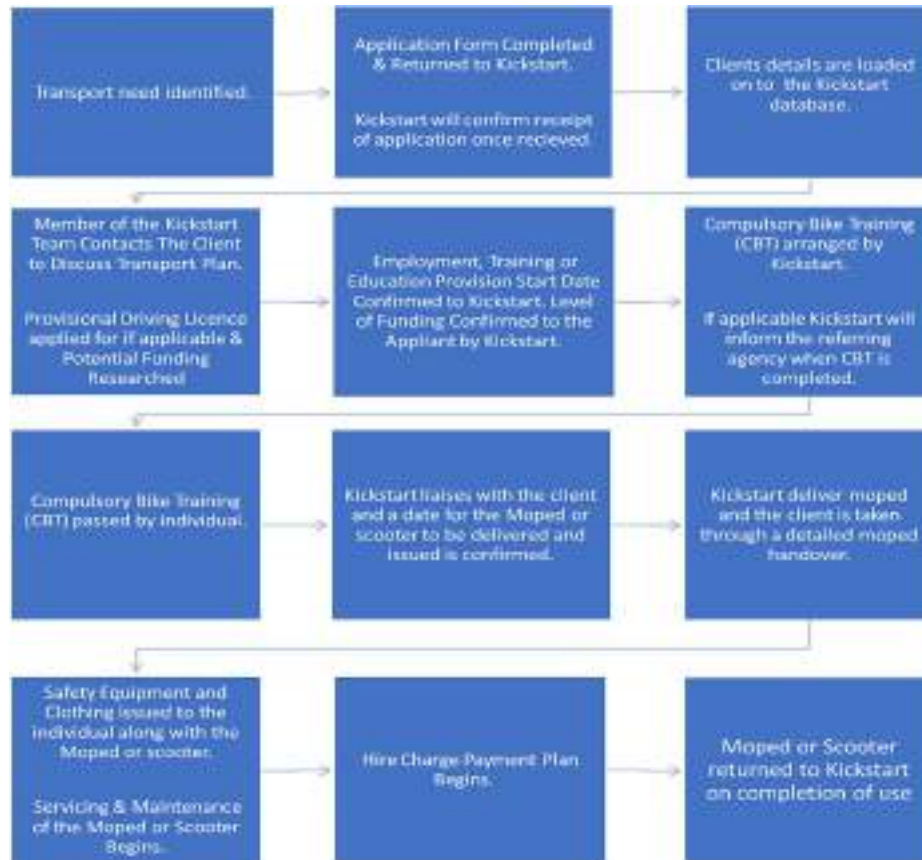 Transport need identified.
Application Form Completed
& Returned to Kickstart.
Kickstart will confirm receipt
of application once recieved.
Clients details are loaded
on to the Kickstart
database.
Member of the Kickstart
Team Contacts The Client
to Discuss Transport Plan.
Provisional Driving Licence
applied for if applicable &
Potential Funding
Researched
Employment, Training or
Education Provision Start Date
Confirmed to Kickstart. Level
of Funding Confirmed to the
Appliant by Kickstart.
Compulsory Bike Training
(CBT) arranged by
Kickstart.
If applicable Kickstart will
inform the referring
agency when CBT is
completed.
Compulsory Bike Training
(CBT) passed by individual.
Kickstart liaises with the client
and a date for the Moped or
scooter to be delivered and
issued is confirmed.
Kickstart deliver moped
and the client is taken
through a detailed moped
handover.
Safety Equipment and
Clothing issued to the
individual along with the
Moped or scooter.
Servicing & Maintenance
of the Moped or Scooter
Begins.
Hire Charge Payment Plan
Begins.
Moped or Scooter
returned to Kickstart
on completion of use